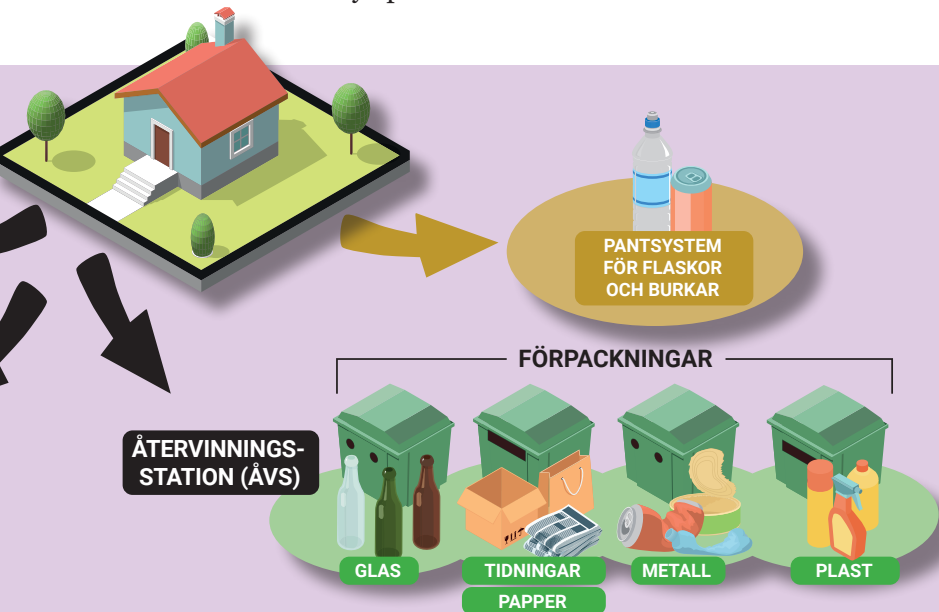 PANTSYSTEM
FÖR FLASKOR
OCH BURKAR
FÖRPACKNINGAR
ÅTERVINNINGS-
STATION (ÅVS)
GLAS
TIDNINGAR
PAPPER
METALL
PLAST